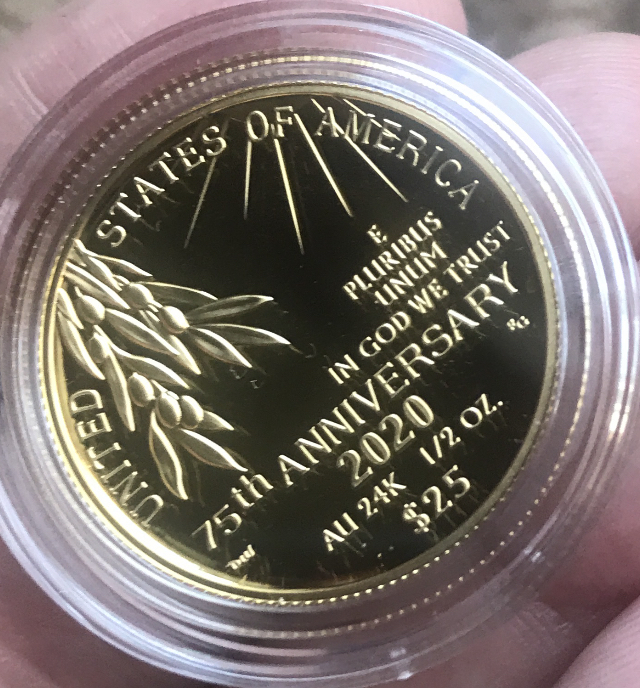 UNITED STATES OF AMERICA
E
PLURIBUS
UNUM
IN GOD WE TRUST
75th ANNIVERSARY
2020
AU 24K 1/2 OZ.
$25